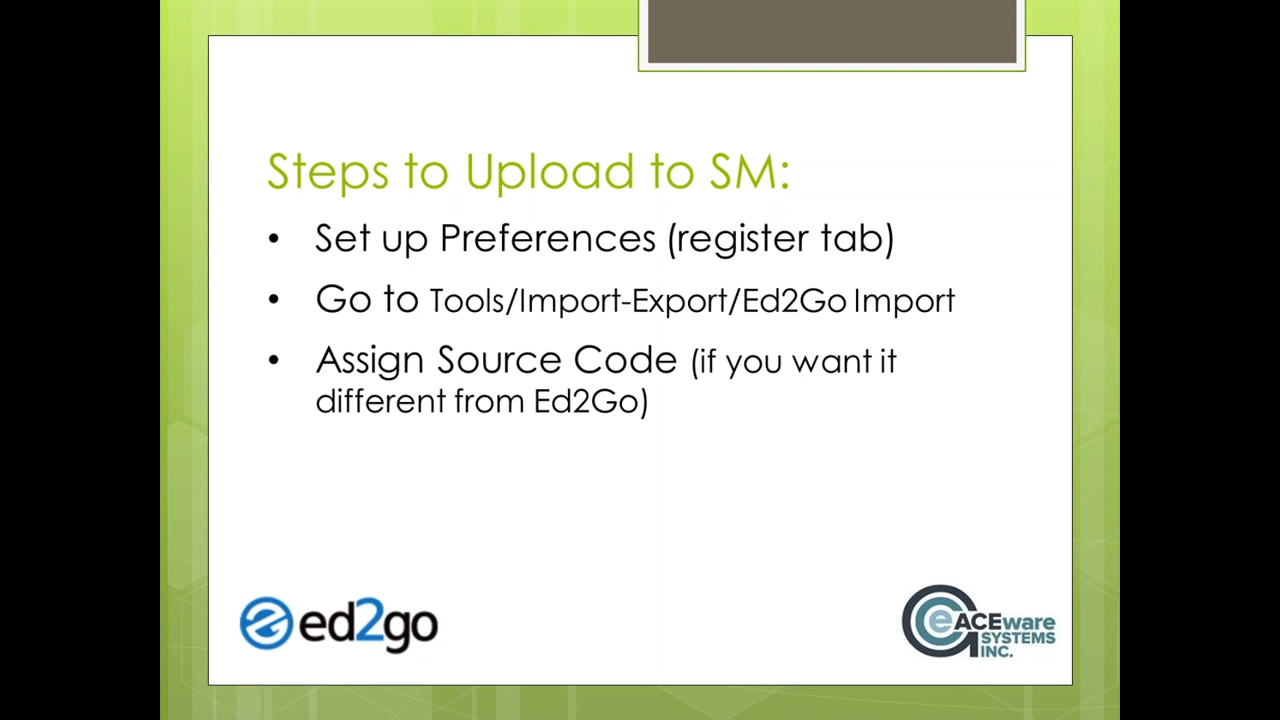 Steps to Upload to SM:
• Set up Preferences (register tab)
• Go to Tools/Import-Export/Ed2Go Import
• Assign Source Code (if you want it
different from Ed2Go)
ed2go
e ACEware
SYSTEMS
INC.